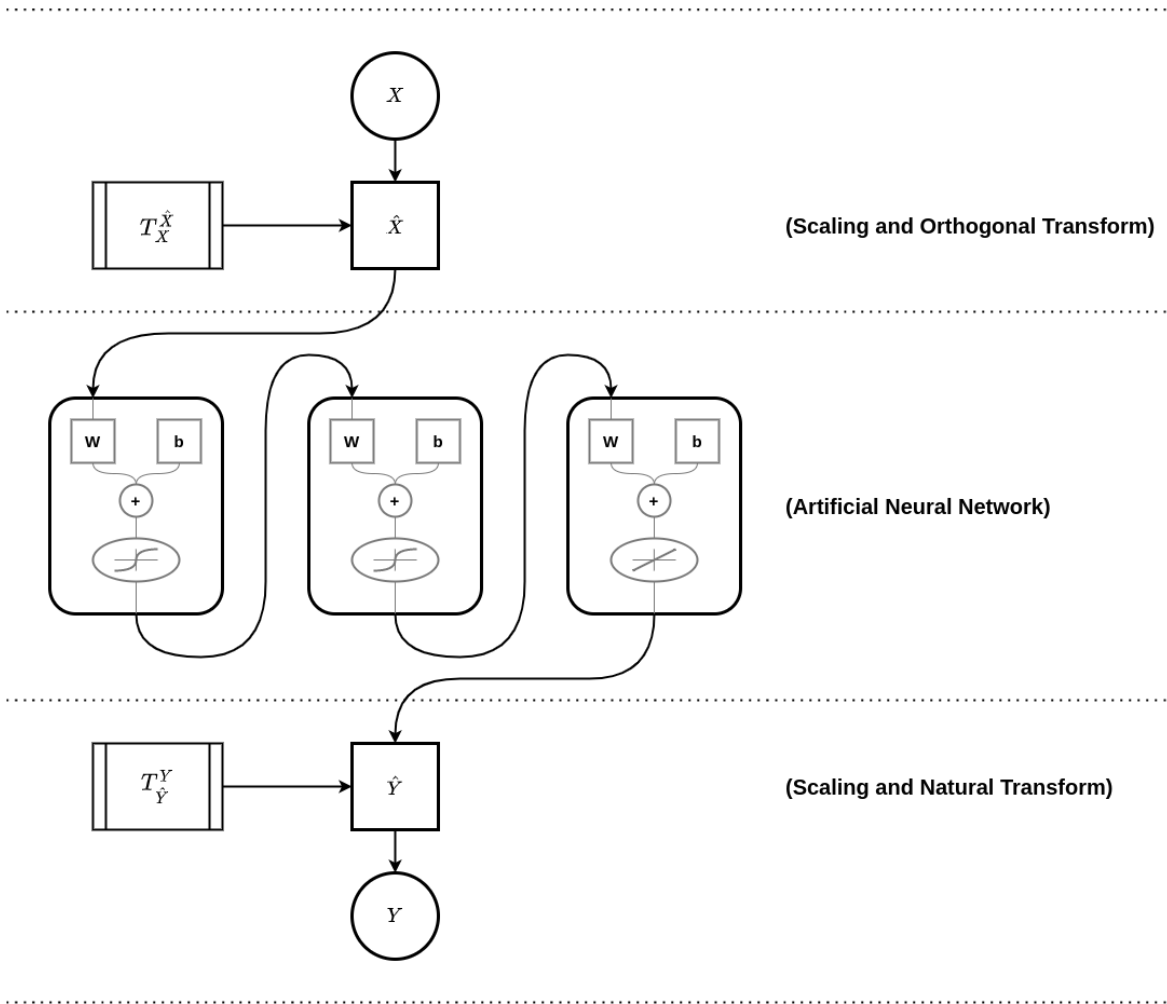 X
T_X^X̂
X̂
(Scaling and Orthogonal Transform)
W b W b W b
+ + +
(Artificial Neural Network)
T_Ŷ^Y
Ŷ
(Scaling and Natural Transform)
Y